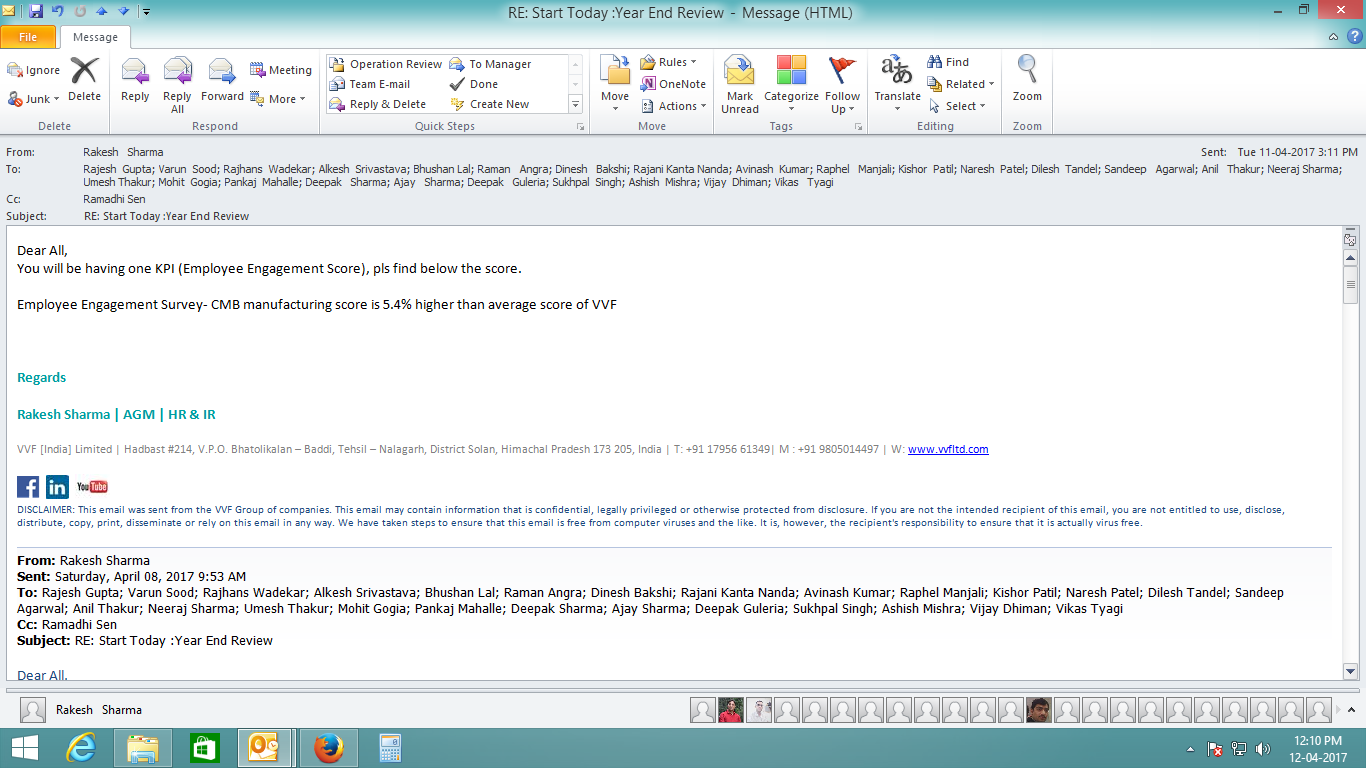 RE: Start Today :Year End Review - Message (HTML)
File Message
Ignore
Junk
Delete
Reply
Reply All
Forward
Meeting
More
Operation Review
Team E-mail
Reply & Delete
To Manager
Done
Create New
Move
Rules
OneNote
Actions
Mark Unread
Categorize
Follow Up
Translate
Find
Related
Select
Zoom
Delete Respond Quick Steps Move Tags Editing Zoom
From: Rakesh Sharma Sent: Tue 11-04-2017 3:11 PM
To: Rajesh Gupta; Varun Sood; Rajhans Wadekar; Alkesh Srivastava; Bhushan Lal; Raman Angra; Dinesh Bakshi; Rajani Kanta Nanda; Avinash Kumar; Raphel Manjali; Kishor Patil; Naresh Patel; Dilesh Tandel; Sandeep Agarwal; Anil Thakur; Neeraj Sharma;
Umesh Thakur; Mohit Gogia; Pankaj Mahalle; Deepak Sharma; Ajay Sharma; Deepak Guleria; Sukhpal Singh; Ashish Mishra; Vijay Dhiman; Vikas Tyagi
Cc: Ramadhi Sen
Subject: RE: Start Today :Year End Review
Dear All,
You will be having one KPI (Employee Engagement Score), pls find below the score.
Employee Engagement Survey- CMB manufacturing score is 5.4% higher than average score of VVF
Regards
Rakesh Sharma | AGM | HR & IR
VVF [India] Limited | Hadbast #214, V.P.O. Bhatolikalan – Baddi, Tehsil – Nalagarh, District Solan, Himachal Pradesh 173 205, India | T: +91 17956 61349| M : +91 9805014497 | W: www.vvfltd.com
You Tube
DISCLAIMER: This email was sent from the VVF Group of companies. This email may contain information that is confidential, legally privileged or otherwise protected from disclosure. If you are not the intended recipient of this email, you are not entitled to use, disclose,
distribute, copy, print, disseminate or rely on this email in any way. We have taken steps to ensure that this email is free from computer viruses and the like. It is, however, the recipient's responsibility to ensure that it is actually virus free.
From: Rakesh Sharma
Sent: Saturday, April 08, 2017 9:53 AM
To: Rajesh Gupta; Varun Sood; Rajhans Wadekar; Alkesh Srivastava; Bhushan Lal; Raman Angra; Dinesh Bakshi; Rajani Kanta Nanda; Avinash Kumar; Raphel Manjali; Kishor Patil; Naresh Patel; Dilesh Tandel; Sandeep
Agarwal; Anil Thakur; Neeraj Sharma; Umesh Thakur; Mohit Gogia; Pankaj Mahalle; Deepak Sharma; Ajay Sharma; Deepak Guleria; Sukhpal Singh; Ashish Mishra; Vijay Dhiman; Vikas Tyagi
Cc: Ramadhi Sen
Subject: RE: Start Today :Year End Review
Dear All,
Rakesh Sharma
12:10 PM
12-04-2017